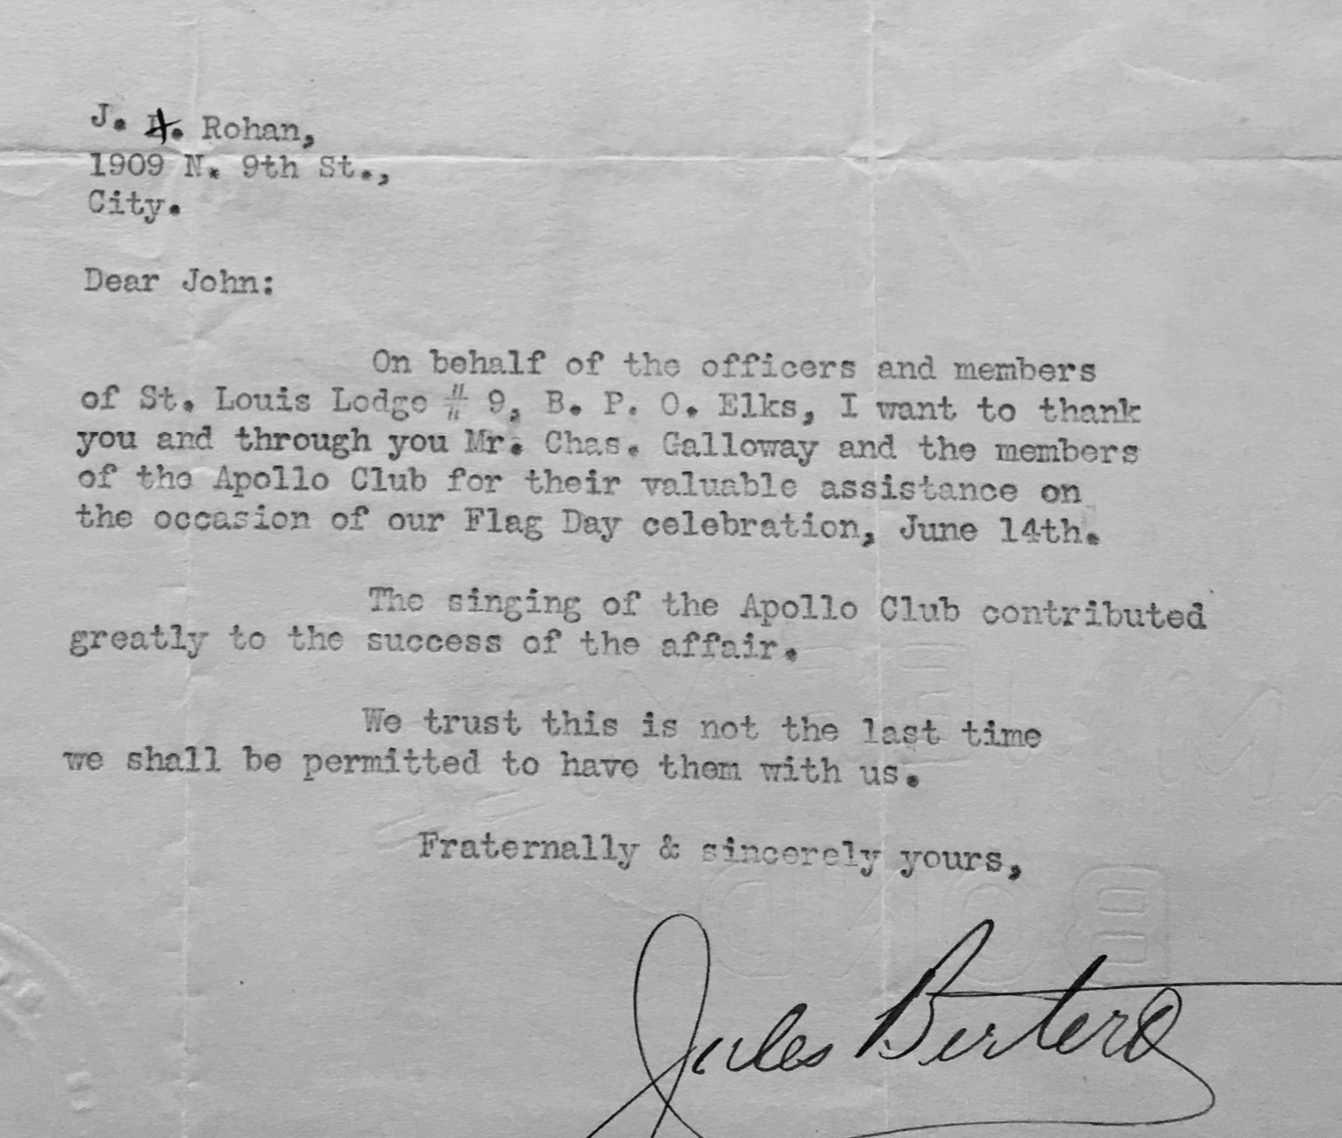 J. A. Rohan,
1909 N. 9th St.,
City.
Dear John:
On behalf of the officers and members
of St. Louis Lodge # 9, B. P. O. Elks, I want to thank
you and through you Mr. Chas. Galloway and the members
of the Apollo Club for their valuable assistance on
the occasion of our Flag Day celebration, June 14th.
The singing of the Apollo Club contributed
greatly to the success of the affair.
We trust this is not the last time
we shall be permitted to have them with us.
Fraternally & sincerely yours,
BOND
Jules Bertero